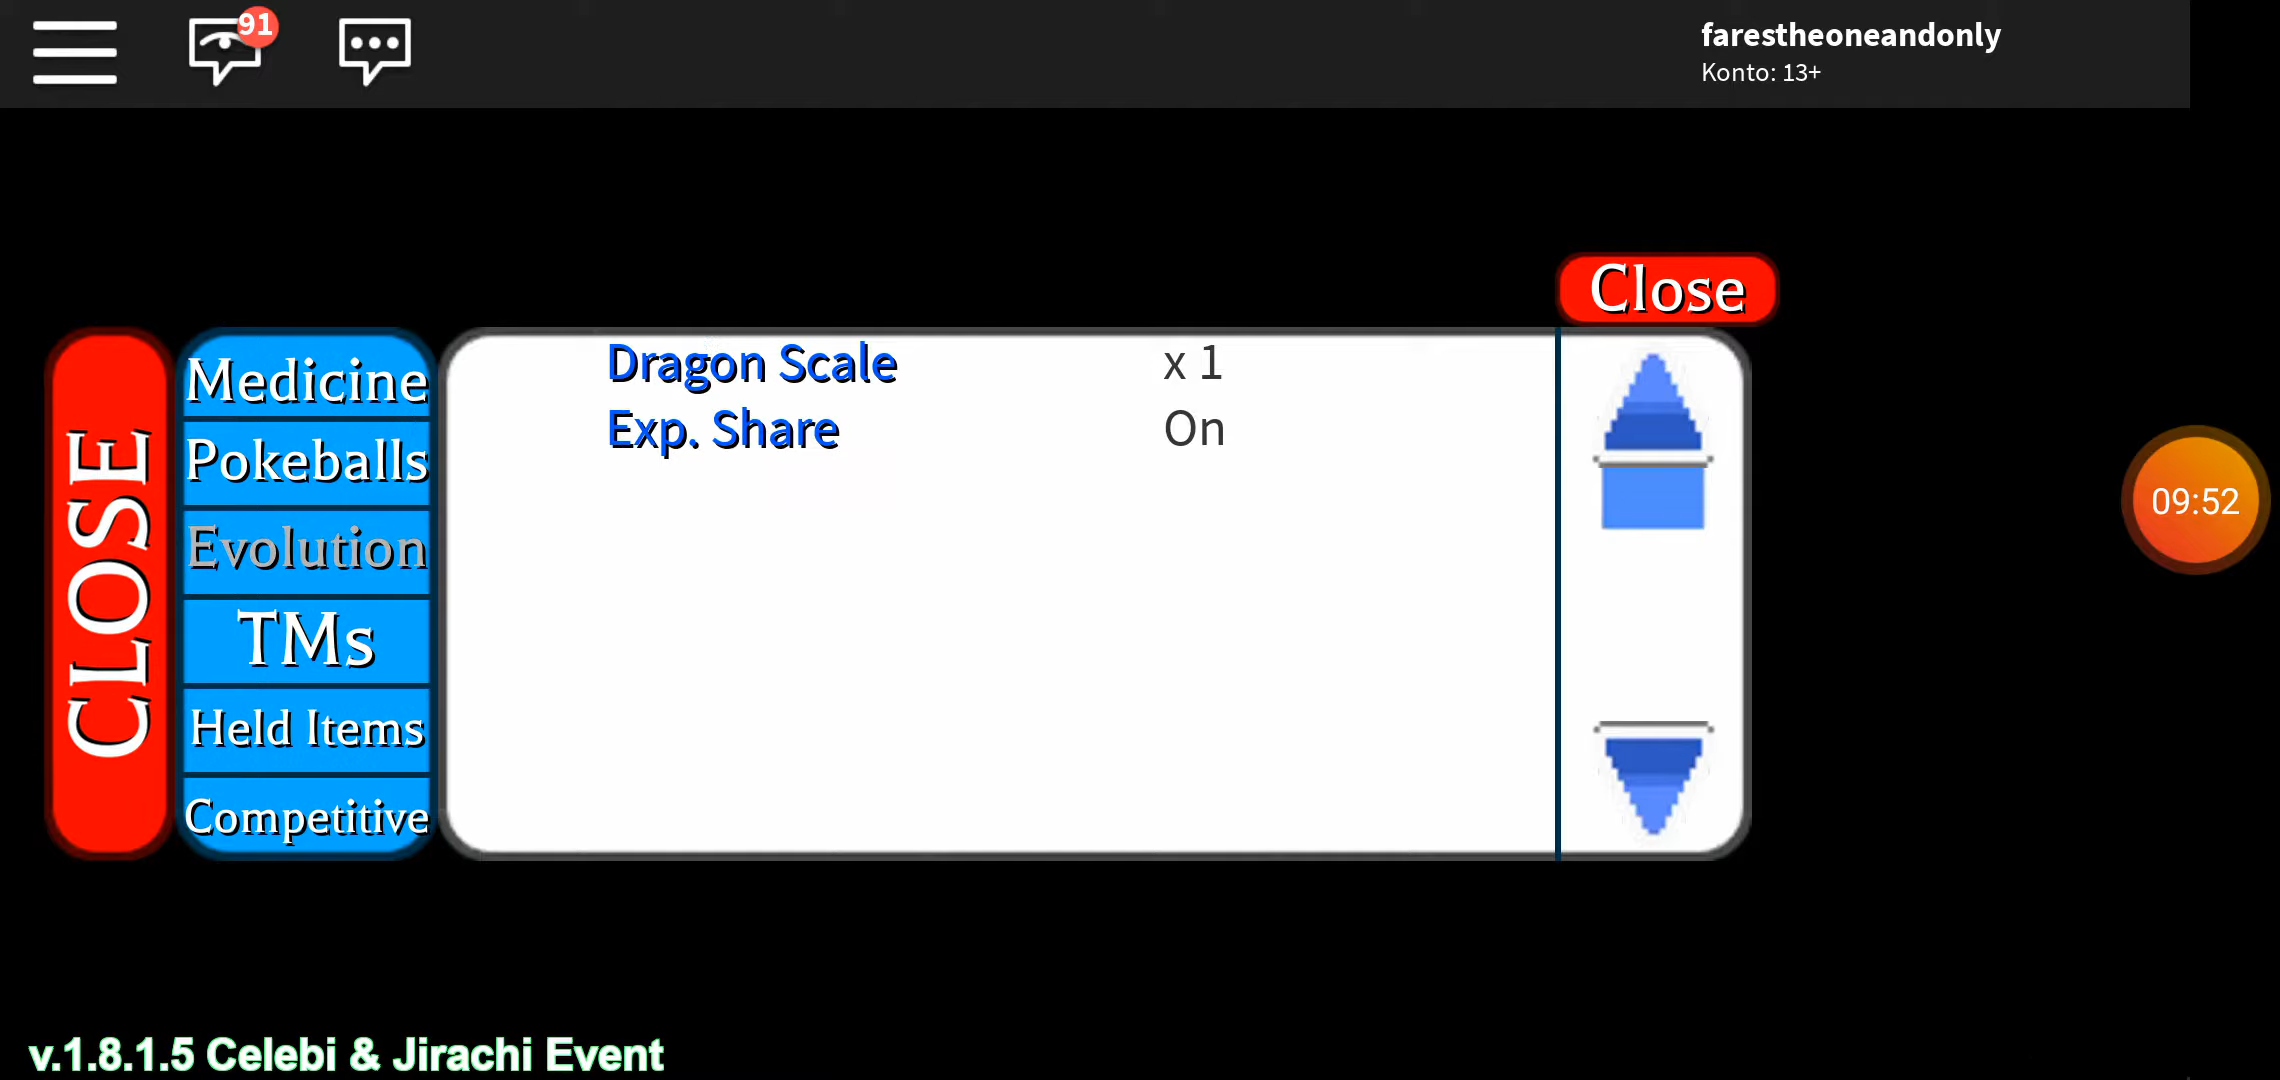 91
farestheoneandonly
Konto: 13+
Close
CLOSE
Medicine
Pokeballs
Evolution
TMs
Held Items
Competitive
Dragon Scale x 1
Exp. Share On
09:52
v.1.8.1.5 Celebi & Jirachi Event